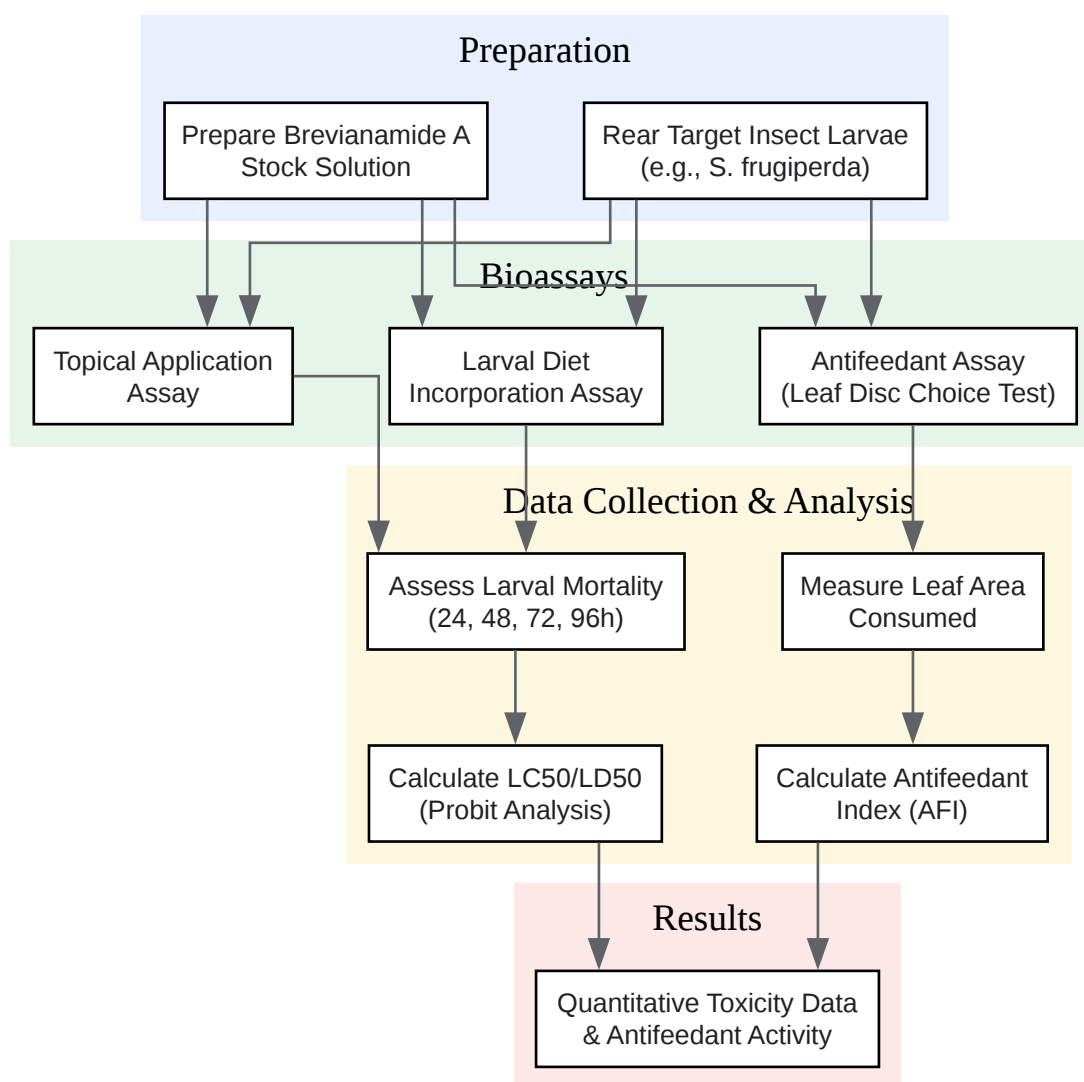 Preparation
Prepare Brevianamide A
Stock Solution
Rear Target Insect Larvae
(e.g., S. frugiperda)
Bioassays
Topical Application
Assay
Larval Diet
Incorporation Assay
Antifeedant Assay
(Leaf Disc Choice Test)
Data Collection & Analysis
Assess Larval Mortality
(24, 48, 72, 96h)
Measure Leaf Area
Consumed
Calculate LC50/LD50
(Probit Analysis)
Calculate Antifeedant
Index (AFI)
Results
Quantitative Toxicity Data
& Antifeedant Activity